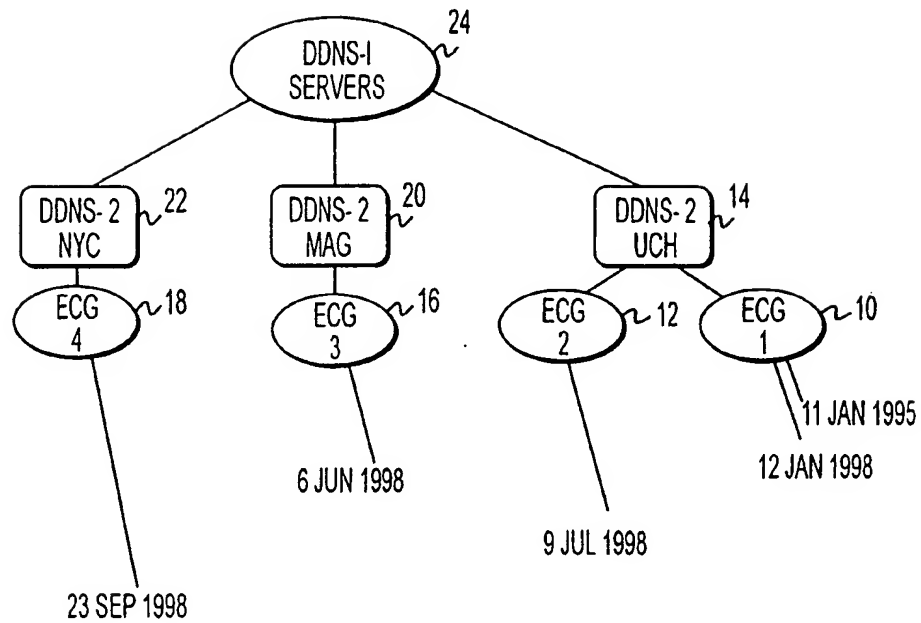 24
DDNS-I
SERVERS
DDNS- 2
NYC
22
DDNS- 2
MAG
20
DDNS- 2
UCH
14
ECG
4
18
ECG
3
16
ECG
2
12
ECG
1
10
11 JAN 1995
12 JAN 1998
6 JUN 1998
9 JUL 1998
23 SEP 1998